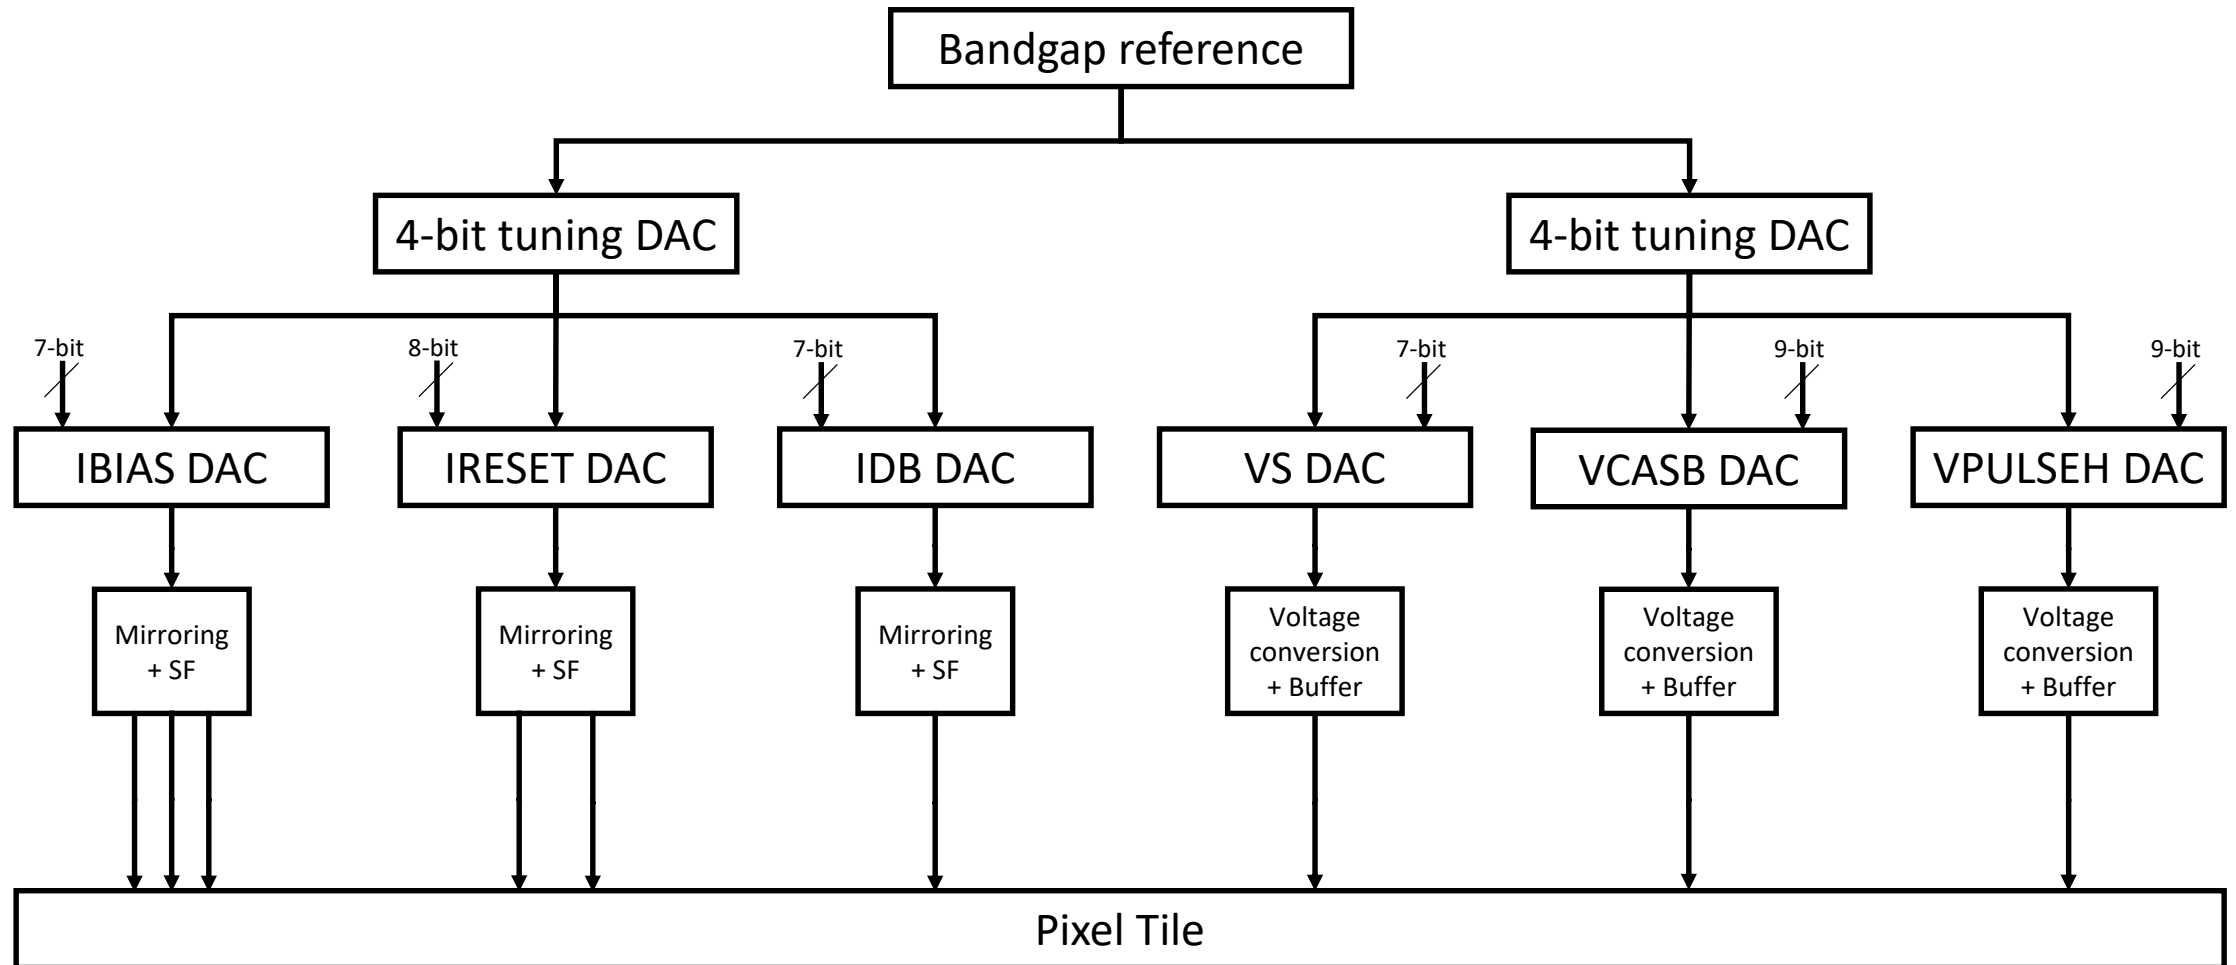 Bandgap reference
4-bit tuning DAC
4-bit tuning DAC
7-bit
8-bit
7-bit
7-bit
9-bit
9-bit
IBIAS DAC
IRESET DAC
IDB DAC
VS DAC
VCASB DAC
VPULSEH DAC
Mirroring
+ SF
Mirroring
+ SF
Mirroring
+ SF
Voltage
conversion
+ Buffer
Voltage
conversion
+ Buffer
Voltage
conversion
+ Buffer
Pixel Tile